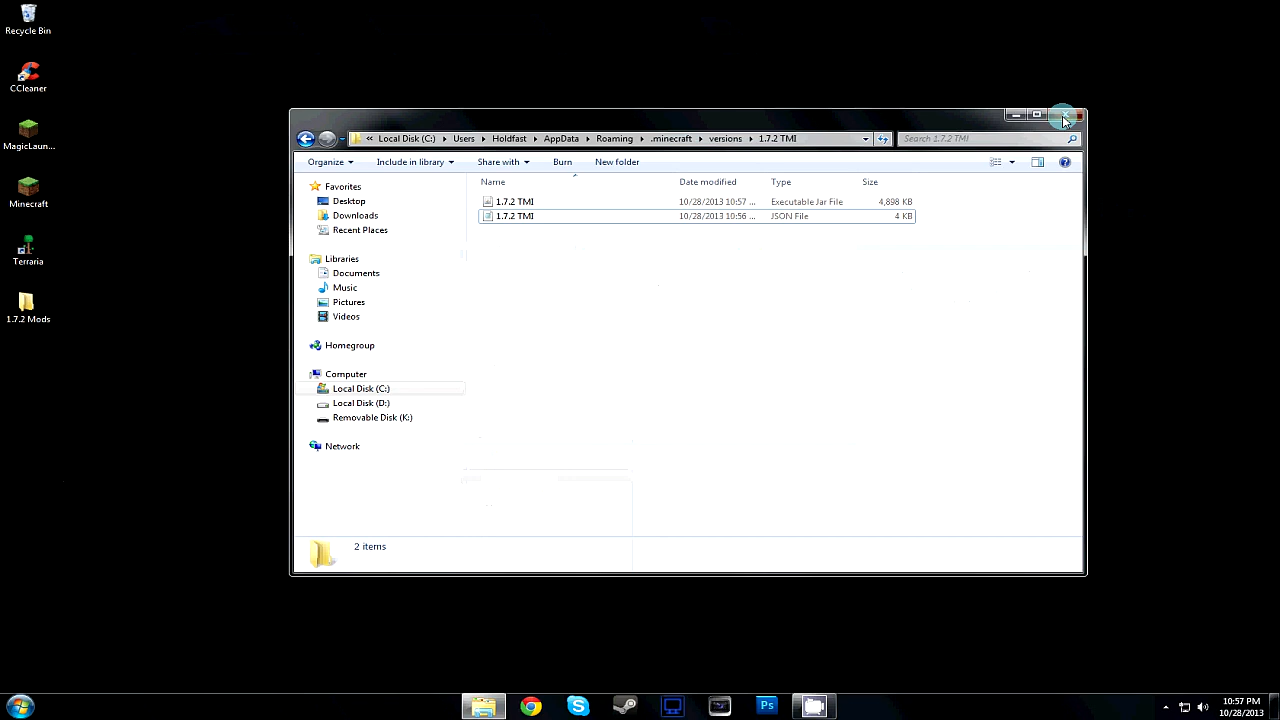 Recycle Bin
CCleaner
MagicLaun...
Minecraft
Terraria
1.7.2 Mods
« Local Disk (C:) Users Holdfast AppData Roaming .minecraft versions 1.7.2 TMI
Search 1.7.2 TMI
Organize Include in library Share with Burn New folder
Name Date modified Type Size
1.7.2 TMI 10/28/2013 10:57 ... Executable Jar File 4,898 KB
1.7.2 TMI 10/28/2013 10:56 ... JSON File 4 KB
Favorites
Desktop
Downloads
Recent Places
Libraries
Documents
Music
Pictures
Videos
Homegroup
Computer
Local Disk (C:)
Local Disk (D:)
Removable Disk (K:)
Network
2 items
Ps
10:57 PM
10/28/2013